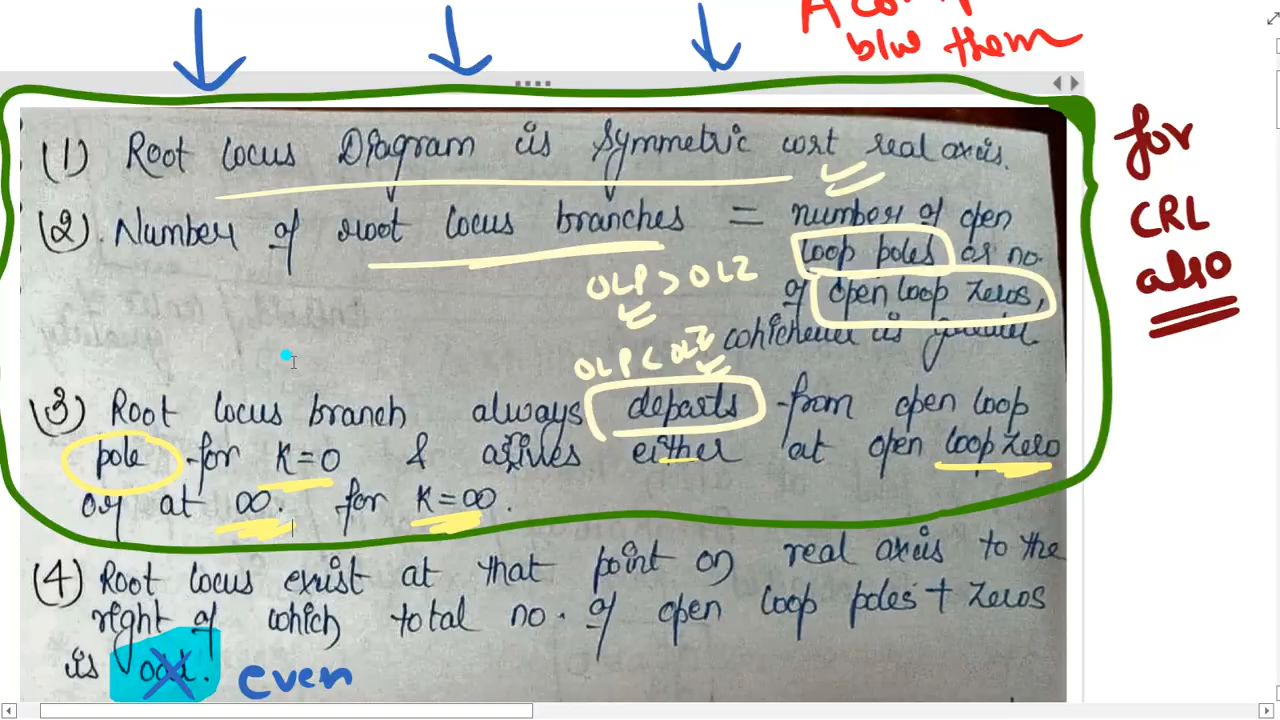 b/w them
(1) Root locus Diagram is Symmetric wrt real axis.
(2). Number of root locus branches = number of open
loop poles or no.
of open loop zeros,
whichever is greater.
OLP > OLZ
OLP < OLZ
(3) Root locus branch always departs from open loop
pole for K=0 & arives either at open loop zero
or at ∞. for K=∞.
(4) Root locus exist at that point on real axis to the
right of which total no. of open loop poles + zeros
is odd. even
for
CRL
also